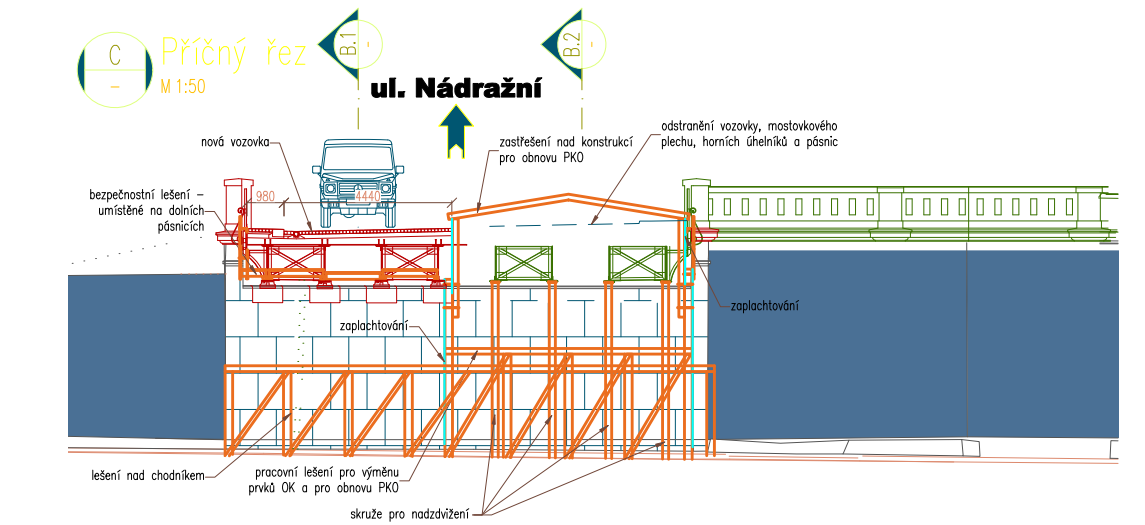 C
–
Příčný řez
M 1:50
B.1
-
B.2
-
ul. Nádražní
nová vozovka
zastřešení nad konstrukcí
pro obnovu PKO
odstranění vozovky, mostovkového
plechu, horních úhelníků a pásnic
bezpečnostní lešení –
umístěné na dolních
pásnicích
980
4440
zaplachtování
zaplachtování
lešení nad chodníkem
pracovní lešení pro výměnu
prvků OK a pro obnovu PKO
skruže pro nadzdvižení